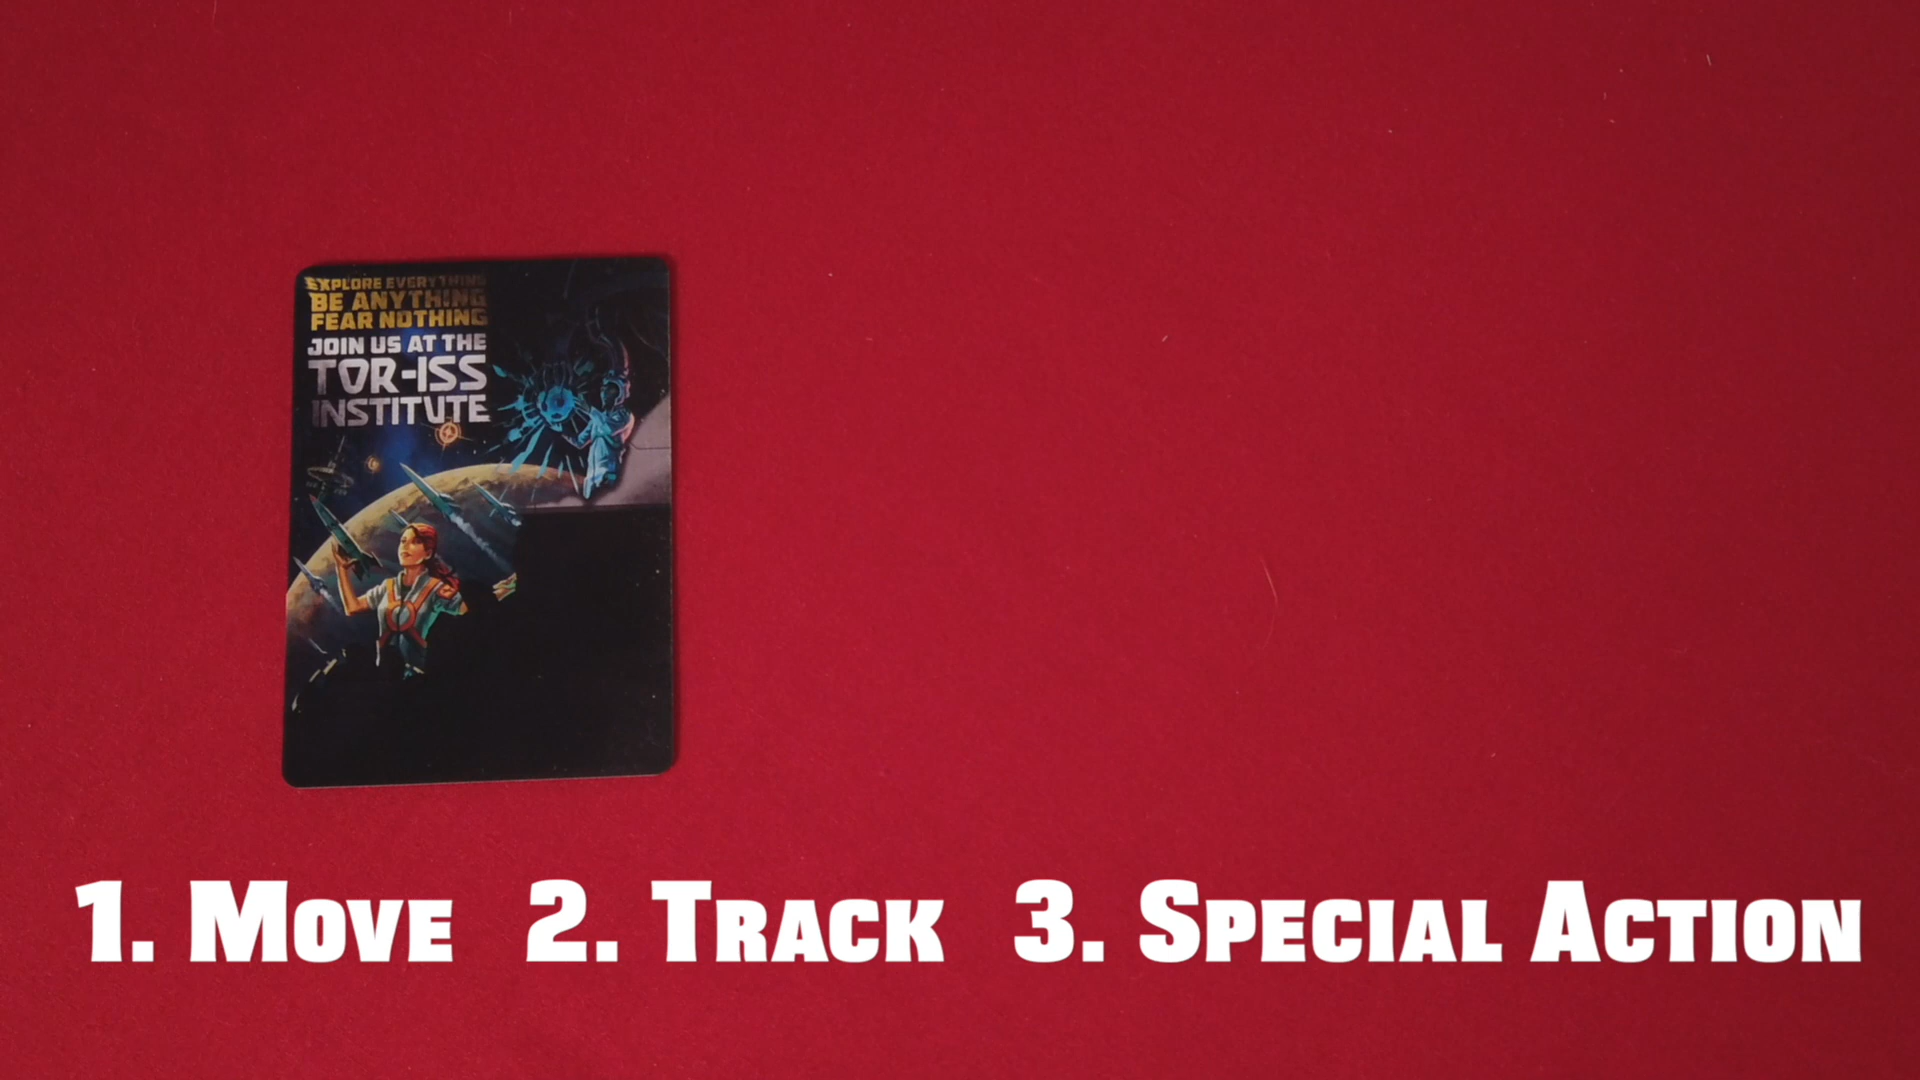 EXPLORE EVERYTHING
BE ANYTHING
FEAR NOTHING
JOIN US AT THE
TOR-ISS
INSTITUTE
1. MOVE 2. TRACK 3. SPECIAL ACTION